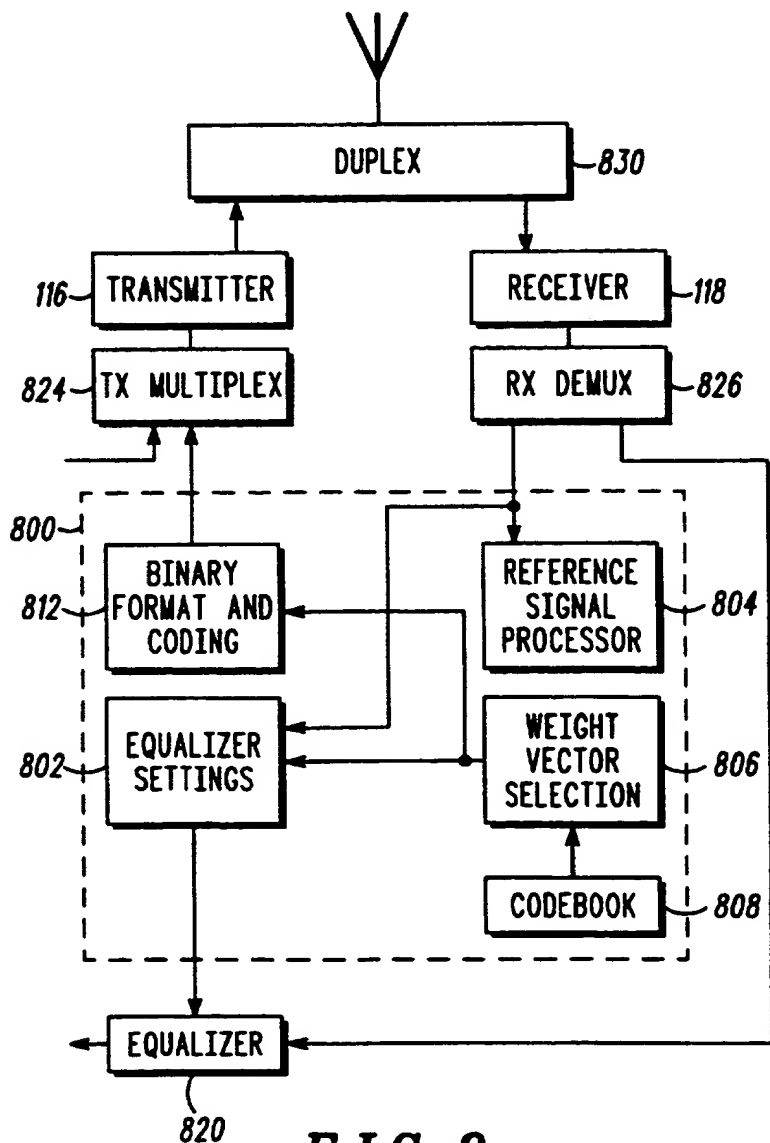 DUPLEX
830
116
TRANSMITTER
RECEIVER
118
824
TX MULTIPLEX
RX DEMUX
826
800
812
BINARY
FORMAT AND
CODING
REFERENCE
SIGNAL
PROCESSOR
804
802
EQUALIZER
SETTINGS
WEIGHT
VECTOR
SELECTION
806
CODEBOOK
808
EQUALIZER
820